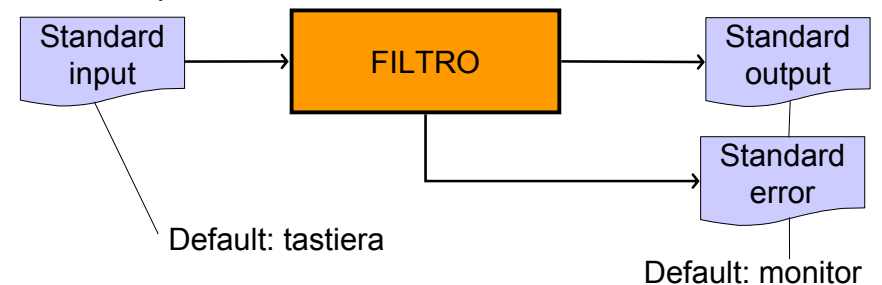 Standard
input
FILTRO
Standard
output
Standard
error
Default: tastiera
Default: monitor